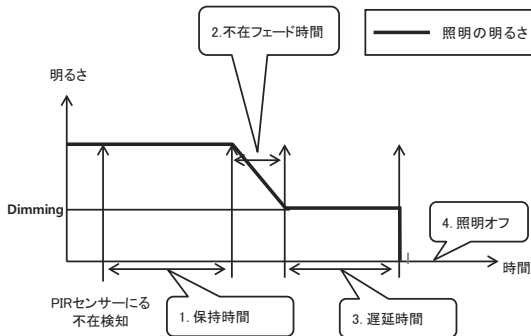 2.不在フェード時間
照明の明るさ
明るさ
Dimming
4. 照明オフ
時間
PIRセンサーにる
不在検知
1. 保持時間
3. 遅延時間